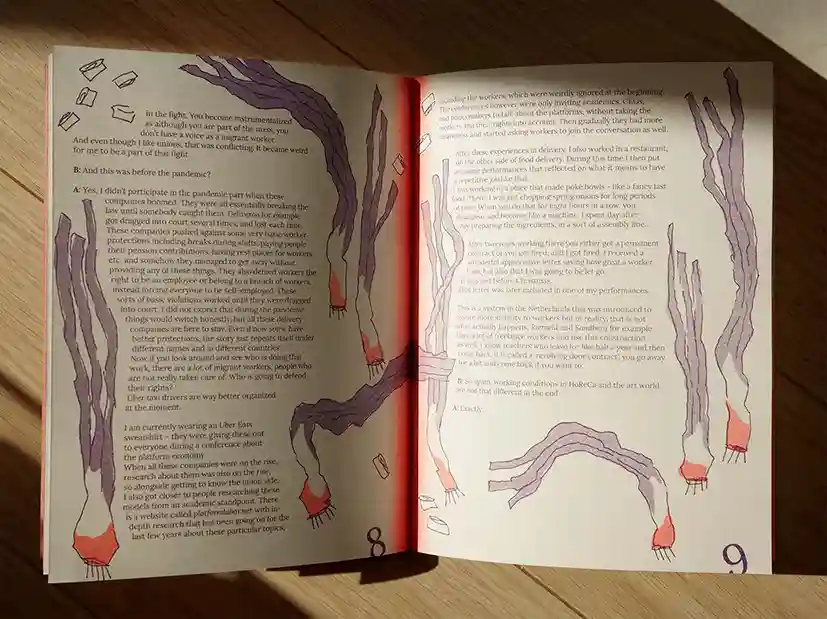 in the fight. You become instrumentalized
as although you are part of the mass, you
don't have a voice as a migrant worker.
And even though I like unions, that was conflicting. It became weird
for me to be a part of that fight.
B: And this was before the pandemic?
A: Yes, I didn't participate in the pandemic part when these
companies boomed. They were all essentially breaking the
law until somebody caught them. Deliveroo for example,
got dragged into court several times, and lost each time.
These companies pushed against some very basic worker
protections including breaks during shifts, paying people
their pension contributions, having rest places for workers
etc. and somehow they managed to get away without
providing any of these things. They also denied workers the
right to be an employee or belong to a branch of workers,
instead forcing everyone to be self-employed. These
sorts of basic violations worked until they were dragged
into court. I did not expect that during the pandemic
things would switch honestly, but all these delivery
companies are here to stay. Even if now some have
better protections, the story just repeats itself under
different names and in different countries.
Now if you look around and see who is doing that
work, there are a lot of migrant workers, people who
are not really taken care of. Who is going to defend
their rights?
Uber taxi drivers are way better organized
at the moment.
I am currently wearing an Uber Eats
sweatshirt – they were giving these out
to everyone during a conference about
the platform economy.
When all these companies were on the rise,
research about them was also on the rise,
so alongside getting to know the union side,
I also got closer to people researching these
models from an academic standpoint. There
is a website called platformlabor.net with in-
depth research that has been going on for the
last few years about these particular topics,
8
including the workers, which were weirdly ignored at the beginning.
The conferences however were only inviting academics, CEOs,
and policymakers to talk about the platforms, without taking the
workers and their rights into account. Then gradually they had more
awareness and started asking workers to join the conversation as well.
After these experiences in delivery, I also worked in a restaurant,
on the other side of food delivery. During this time I then put
performances that reflected on what it means to have
a repetitive job like that.
I was working in a place that made poké bowls – like a fancy fast
food. There I was just chopping spring onions for long periods
of time. When you do that for eight hours in a row, you
and become like a machine. I spent day after
day preparing the ingredients, in a sort of assembly line.
After two years working there you either got a permanent
contract or you got fired, and I got fired. I received a
wonderful appreciative letter saying how great a worker
I was, but also that I was going to be let go.
It was just before Christmas.
That letter was later included in one of my performances.
This is a system in the Netherlands that was introduced to
give more stability to workers but in reality, that is not
what actually happens. Rietveld and Sandberg for example
have a lot of freelance workers and use this construction
as well. I know teachers who leave for like half a year and then
come back. It is called a revolving doors contract: you go away
for a bit and come back if you want to.
B: So again, working conditions in HoReCa and the art world
are not that different in the end.
A: Exactly.
9